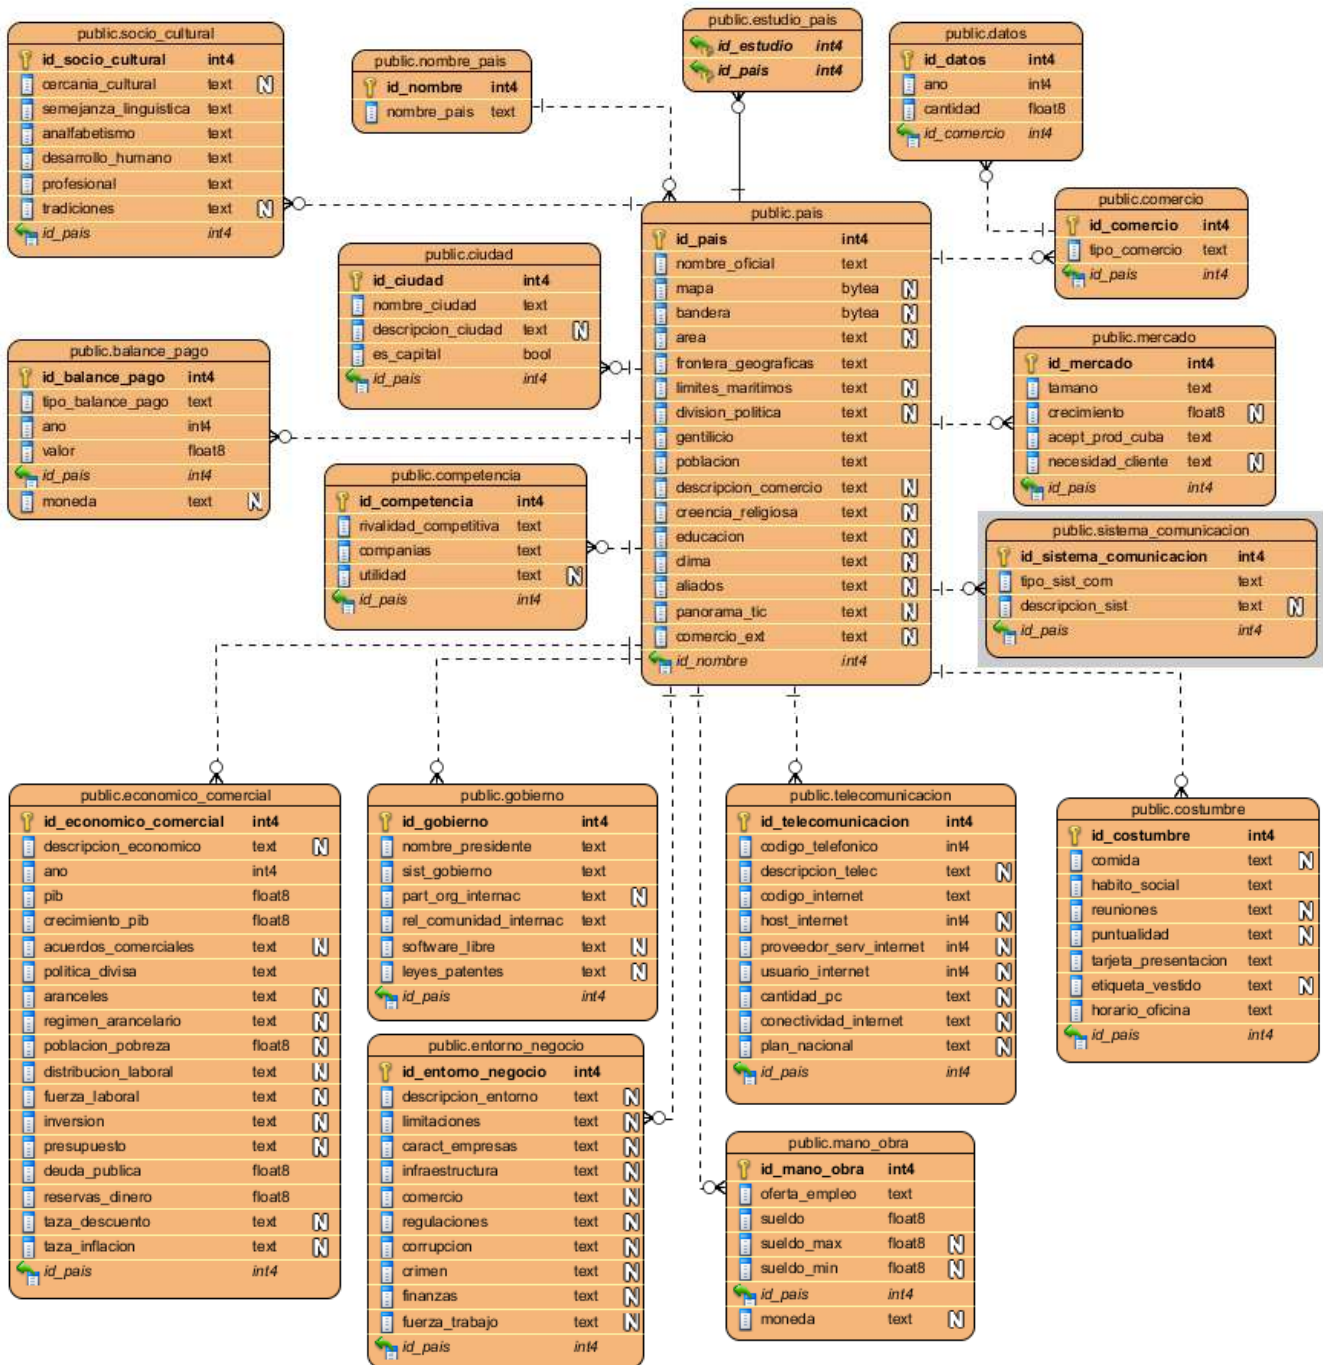 public.socio_cultural
id_socio_cultural int4
cercania_cultural text N
semejanza_linguistica text
analfabetismo text
desarrollo_humano text
profesional text
tradiciones text N
id_pais int4
public.nombre_pais
id_nombre int4
nombre_pais text
public.estudio_pais
id_estudio int4
id_pais int4
public.datos
id_datos int4
ano int4
cantidad float8
id_comercio int4
public.comercio
id_comercio int4
tipo_comercio text
id_pais int4
public.ciudad
id_ciudad int4
nombre_ciudad text
descripcion_ciudad text N
es_capital bool
id_pais int4
public.pais
id_pais int4
nombre_oficial text
mapa bytea N
bandera bytea N
area text N
frontera_geograficas text
limites_maritimos text N
division_politica text N
gentilicio text
poblacion text
descripcion_comercio text N
creencia_religiosa text N
educacion text N
clima text N
aliados text N
panorama_tic text N
comercio_ext text N
id_nombre int4
public.balance_pago
id_balance_pago int4
tipo_balance_pago text
ano int4
valor float8
id_pais int4
moneda text N
public.mercado
id_mercado int4
tamano text
crecimiento float8 N
acept_prod_cuba text
necesidad_cliente text N
id_pais int4
public.competencia
id_competencia int4
rivalidad_competitiva text
companias text
utilidad text N
id_pais int4
public.sistema_comunicacion
id_sistema_comunicacion int4
tipo_sist_com text
descripcion_sist text N
id_pais int4
public.economico_comercial
id_economico_comercial int4
descripcion_economico text N
ano int4
pib float8
crecimiento_pib float8
acuerdos_comerciales text N
politica_divisa text
aranceles text N
regimen_arancelario text N
poblacion_pobreza float8 N
distribucion_laboral text N
fuerza_laboral text N
inversion text N
presupuesto text N
deuda_publica float8
reservas_dinero float8
taza_descuento text N
taza_inflacion text N
id_pais int4
public.gobierno
id_gobierno int4
nombre_presidente text
sist_gobierno text
part_org_internac text N
rel_comunidad_internac text
software_libre text N
leyes_patentes text N
id_pais int4
public.entorno_negocio
id_entorno_negocio int4
descripcion_entorno text N
limitaciones text N
caract_empresas text N
infraestructura text N
comercio text N
regulaciones text N
corrupcion text N
crimen text N
finanzas text N
fuerza_trabajo text N
id_pais int4
public.telecomunicacion
id_telecomunicacion int4
codigo_telefonico int4
descripcion_telec text N
codigo_internet text
host_internet int4 N
proveedor_serv_internet int4 N
usuario_internet int4 N
cantidad_pc text N
conectividad_internet text N
plan_nacional text N
id_pais int4
public.mano_obra
id_mano_obra int4
oferta_empleo text
sueldo float8
sueldo_max float8 N
sueldo_min float8 N
id_pais int4
moneda text N
public.costumbre
id_costumbre int4
comida text N
habito_social text
reuniones text N
puntualidad text N
tarjeta_presentacion text
etiqueta_vestido text N
horario_oficina text
id_pais int4